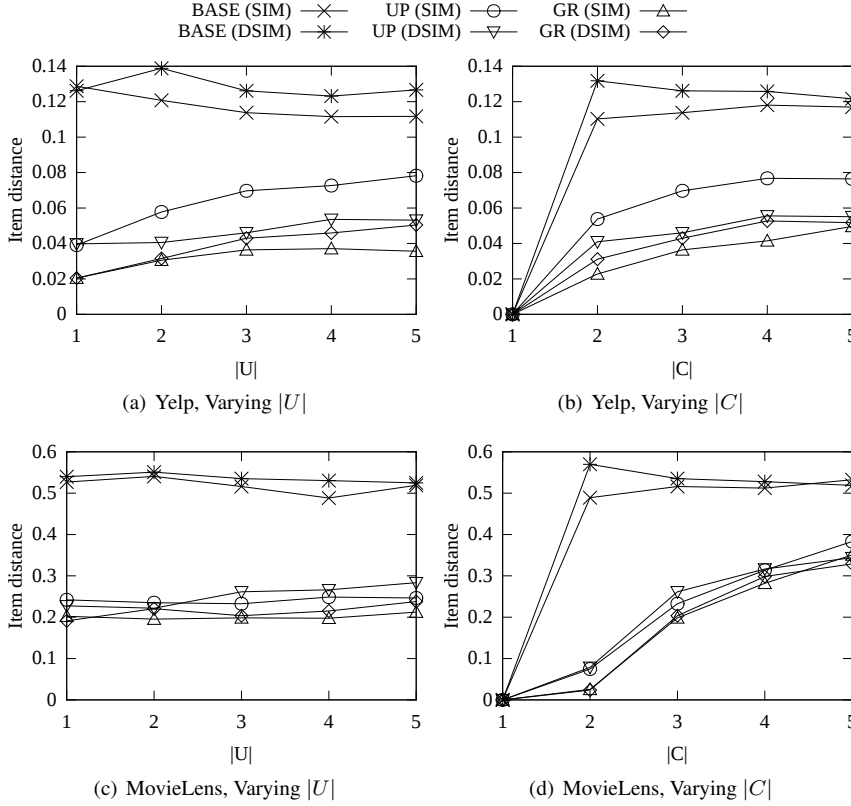 BASE (SIM) UP (SIM) GR (SIM)
BASE (DSIM) UP (DSIM) GR (DSIM)
0.14
0.12
0.1
0.08
0.06
0.04
0.02
0
Item distance
1 2 3 4 5
|U|
(a) Yelp, Varying |U|
0.14
0.12
0.1
0.08
0.06
0.04
0.02
0
Item distance
1 2 3 4 5
|C|
(b) Yelp, Varying |C|
0.6
0.5
0.4
0.3
0.2
0.1
0
Item distance
1 2 3 4 5
|U|
(c) MovieLens, Varying |U|
0.6
0.5
0.4
0.3
0.2
0.1
0
Item distance
1 2 3 4 5
|C|
(d) MovieLens, Varying |C|